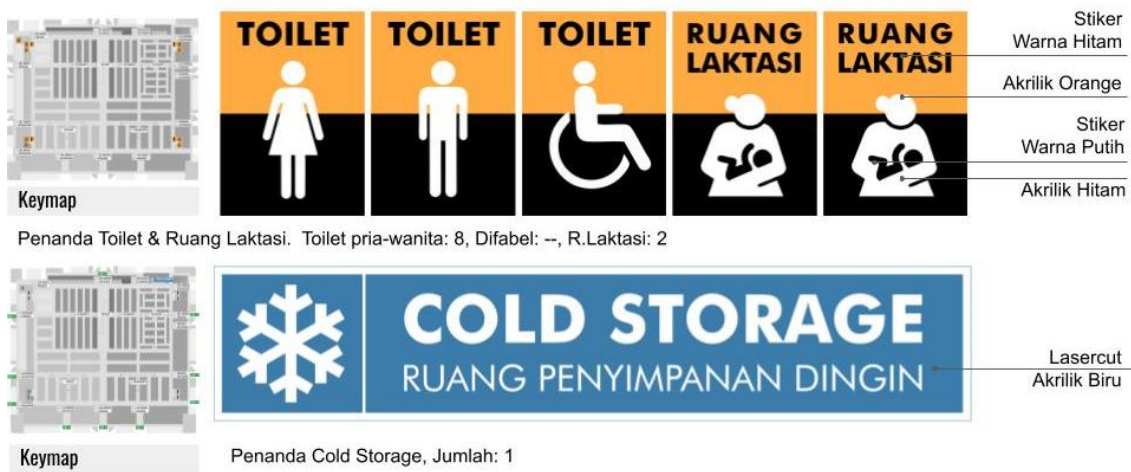 TOILET
TOILET
TOILET
RUANG
LAKTASI
RUANG
LAKTASI
Stiker
Warna Hitam
Akrilik Orange
Stiker
Warna Putih
Akrilik Hitam
Keymap
Penanda Toilet & Ruang Laktasi. Toilet pria-wanita: 8, Difabel: --, R.Laktasi: 2
COLD STORAGE
RUANG PENYIMPANAN DINGIN
Lasercut
Akrilik Biru
Keymap
Penanda Cold Storage, Jumlah: 1